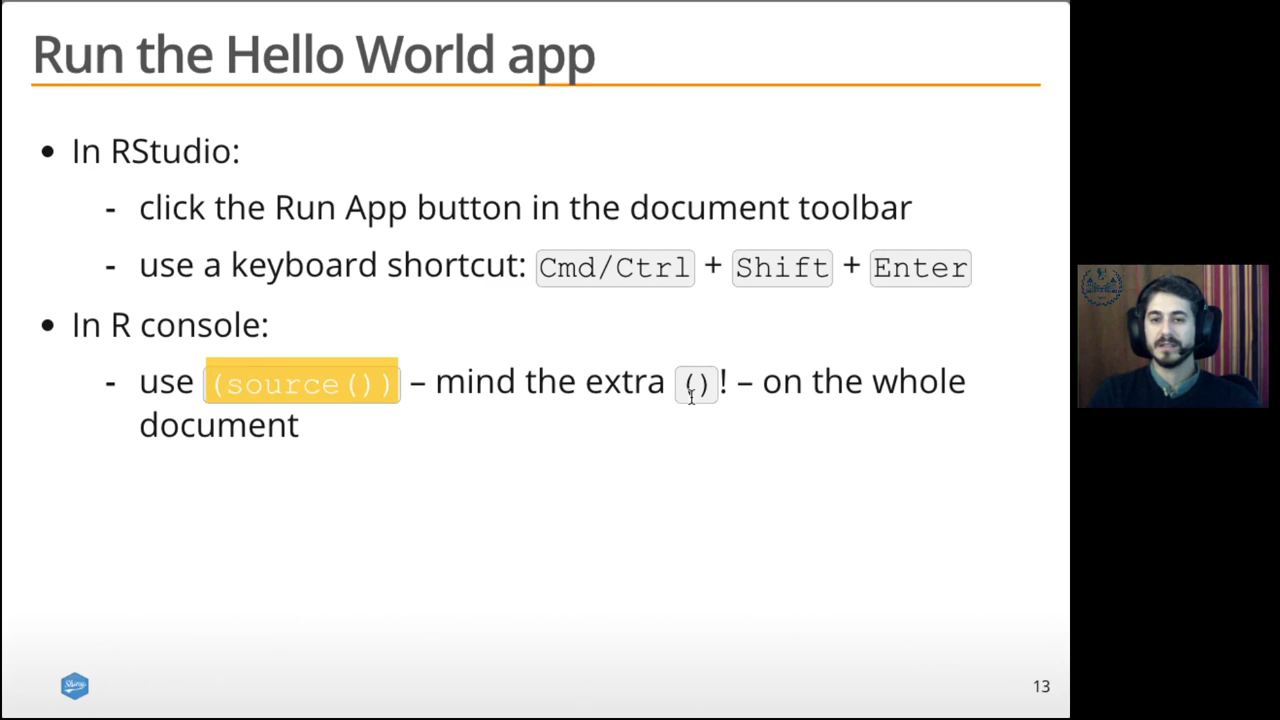 Run the Hello World app
• In RStudio:
- click the Run App button in the document toolbar
- use a keyboard shortcut: Cmd/Ctrl + Shift + Enter
• In R console:
- use (source()) – mind the extra ()! – on the whole
document
Shiny
13